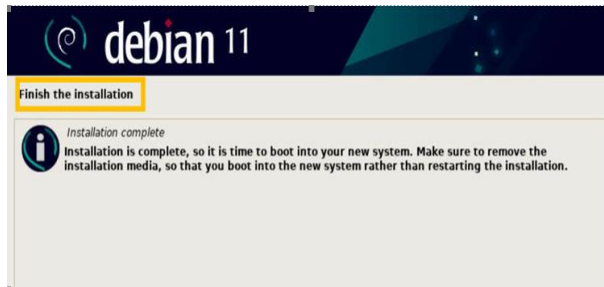 debian 11
Finish the installation
Installation complete
Installation is complete, so it is time to boot into your new system. Make sure to remove the
installation media, so that you boot into the new system rather than restarting the installation.